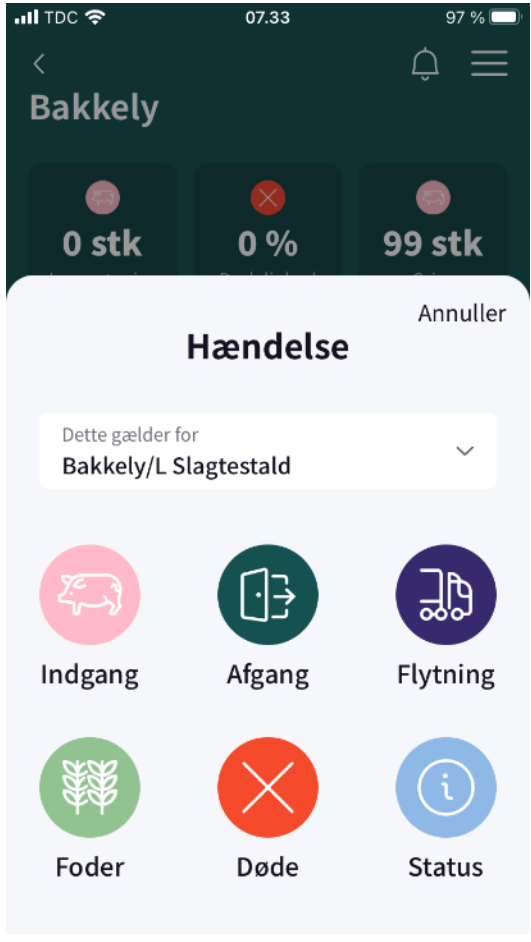 TDC 07.33 97 %
Bakkely
0 stk 0 % 99 stk
Annuller
Hændelse
Dette gælder for
Bakkely/L Slagtestald
Indgang Afgang Flytning
Foder Døde Status